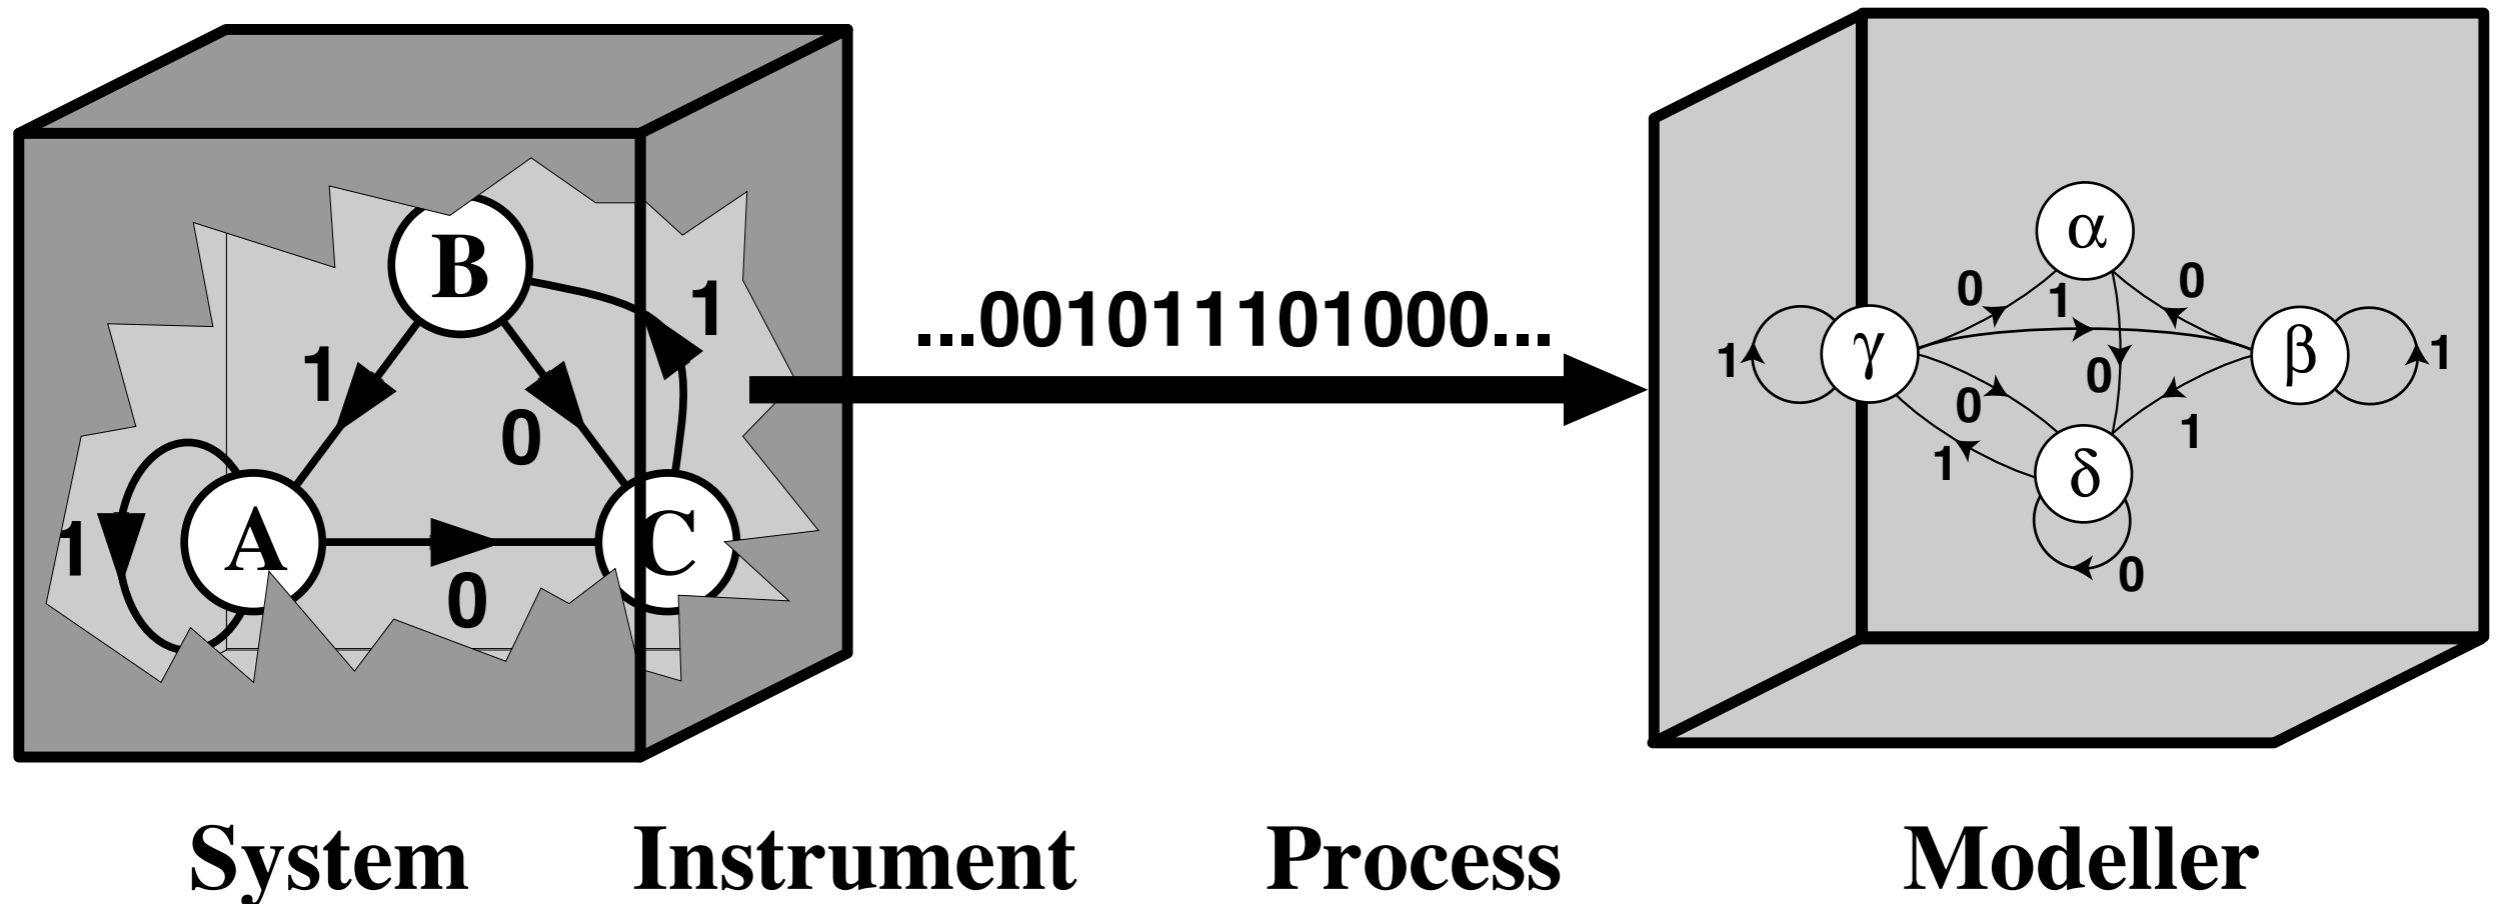 B
1
1
0
A
C
1
0
...001011101000...
α
0
0
1
γ
β
1
1
0
0
1
1
δ
0
System Instrument Process Modeller